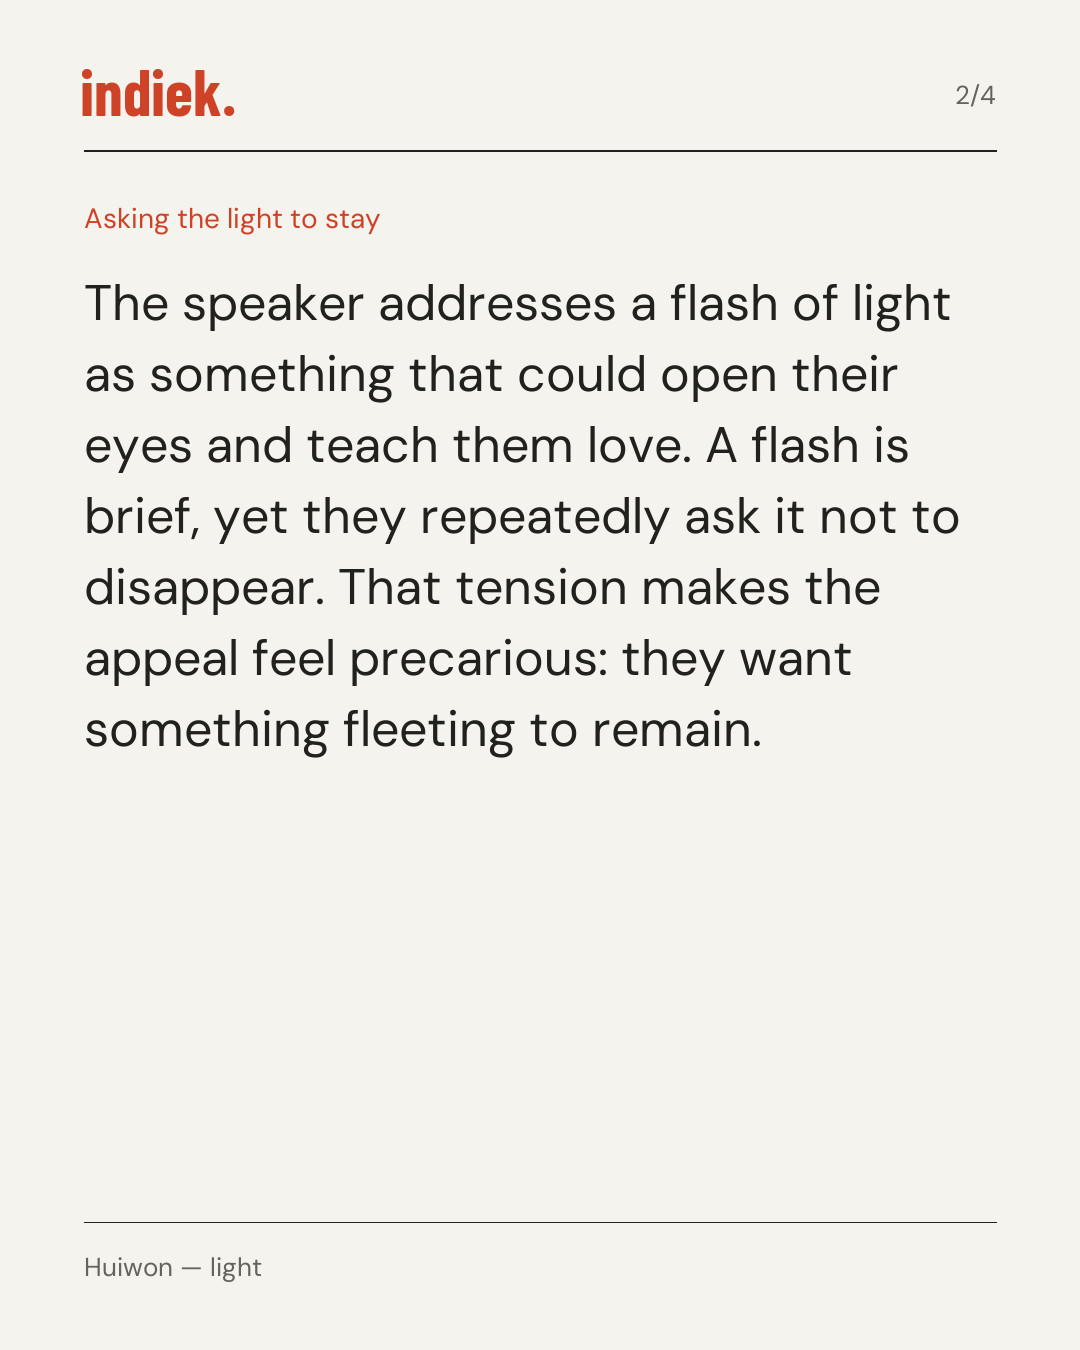 indiek.
2/4
Asking the light to stay
The speaker addresses a flash of light
as something that could open their
eyes and teach them love. A flash is
brief, yet they repeatedly ask it not to
disappear. That tension makes the
appeal feel precarious: they want
something fleeting to remain.
Huiwon — light